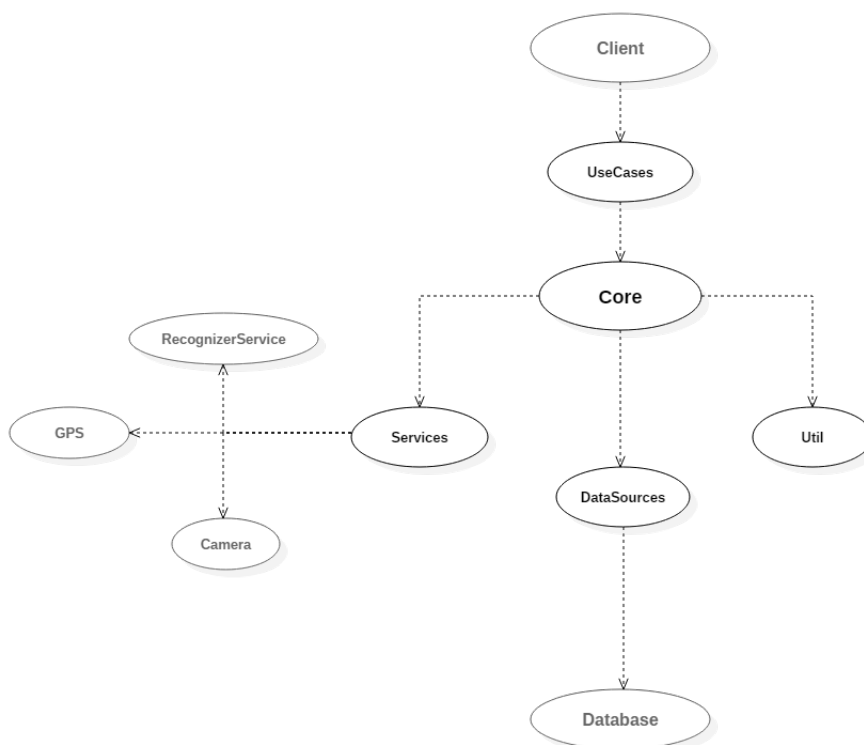 Client
UseCases
Core
RecognizerService
GPS
Services
Util
DataSources
Camera
Database